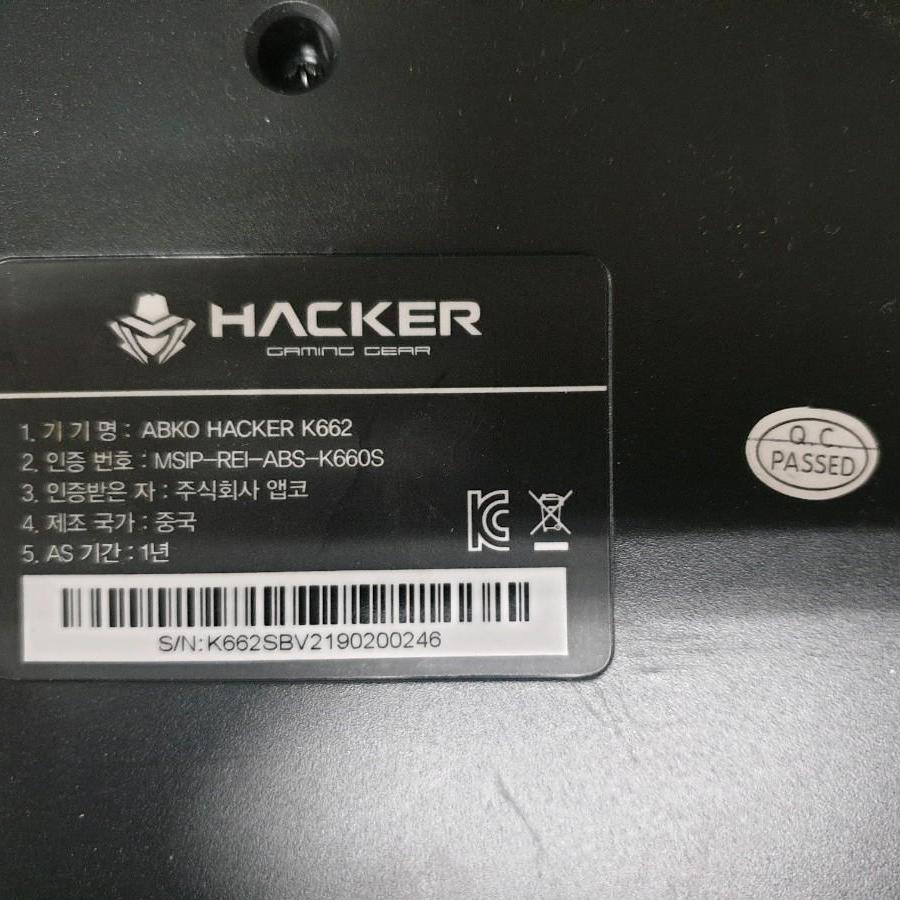 HACKER
GAMING GEAR
1. 기 기 명 : ABKO HACKER K662
2. 인증 번호 : MSIP-REI-ABS-K660S
3. 인증받은 자 : 주식회사 앱코
4. 제조 국가 : 중국
5. AS 기간 : 1년
S/N: K662SBV2190200246
Q.C.
PASSED